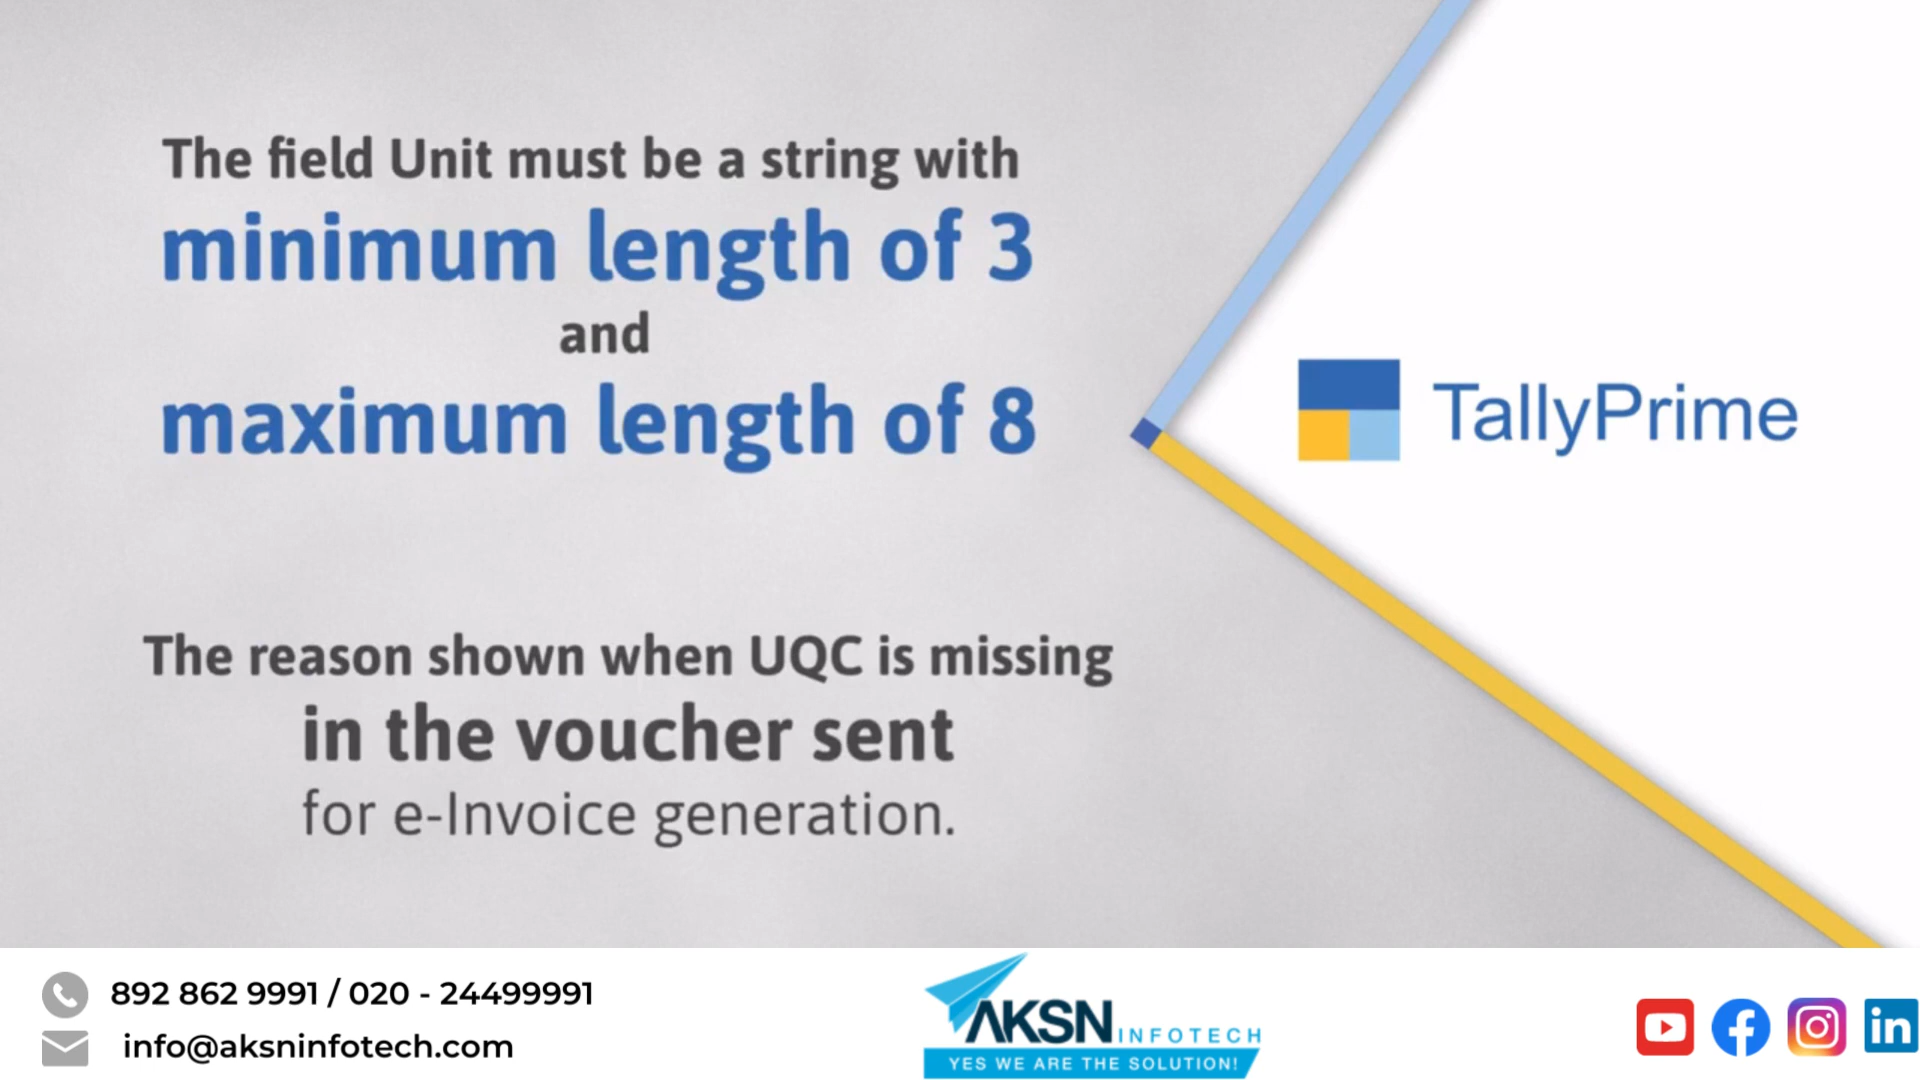 The field Unit must be a string with
minimum length of 3
and
maximum length of 8
TallyPrime
The reason shown when UQC is missing
in the voucher sent
for e-Invoice generation.
892 862 9991 / 020 - 24499991
info@aksninfotech.com
AKSN INFOTECH
YES WE ARE THE SOLUTION!
in